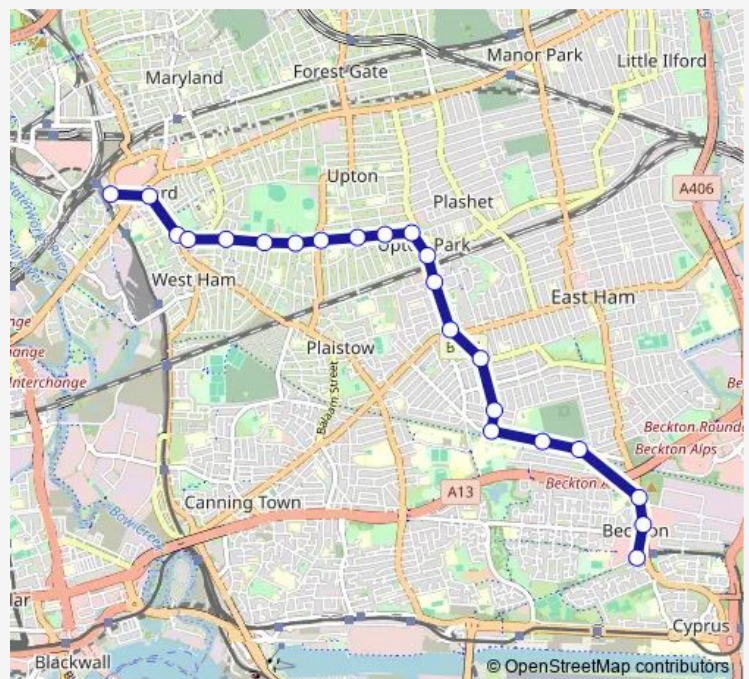 Maryland
Forest Gate
Manor Park
Little Ilford
Upton
Plashet
A406
West Ham
East Ham
Plaistow
Balaam Street
Interchange
Beckton Alps
A13
Canning Town
Cyprus
Blackwall
© OpenStreetMap contributors